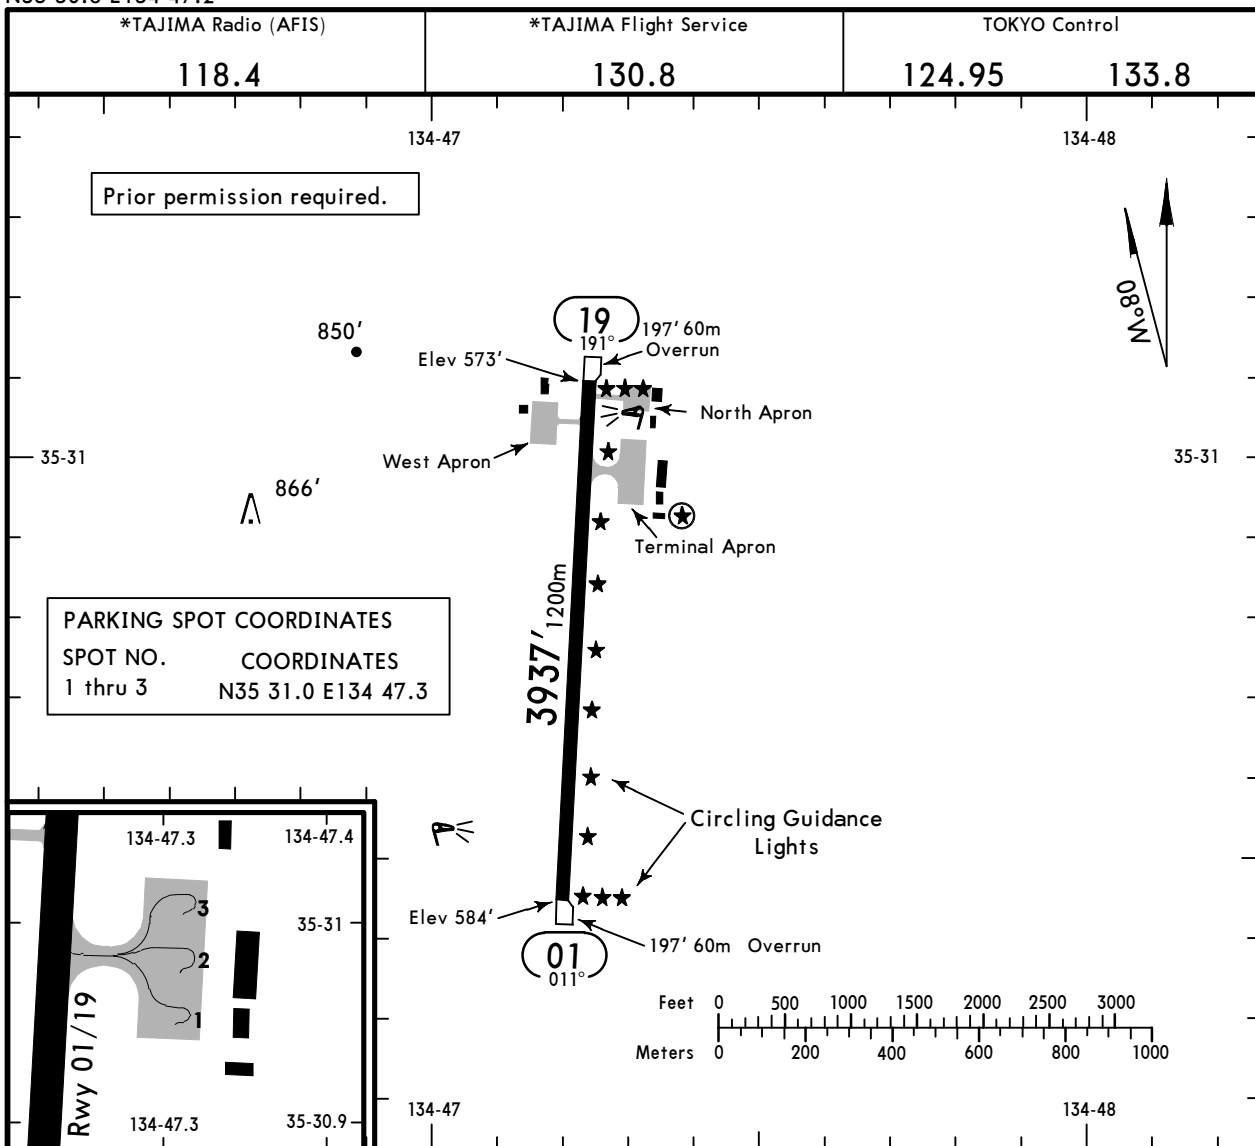 *TAJIMA Radio (AFIS)
118.4
*TAJIMA Flight Service
130.8
TOKYO Control
124.95 133.8
134-47
134-48
Prior permission required.
08°W
19
191°
197' 60m
Overrun
850'
Elev 573'
North Apron
West Apron
35-31
35-31
866'
Terminal Apron
3937'
1200m
PARKING SPOT COORDINATES
SPOT NO. COORDINATES
1 thru 3 N35 31.0 E134 47.3
Circling Guidance
Lights
Elev 584'
01
011°
197' 60m Overrun
Feet 0 500 1000 1500 2000 2500 3000
Meters 0 200 400 600 800 1000
134-47
134-48
134-47.3
134-47.4
3
35-31
2
1
Rwy 01/19
134-47.3
35-30.9